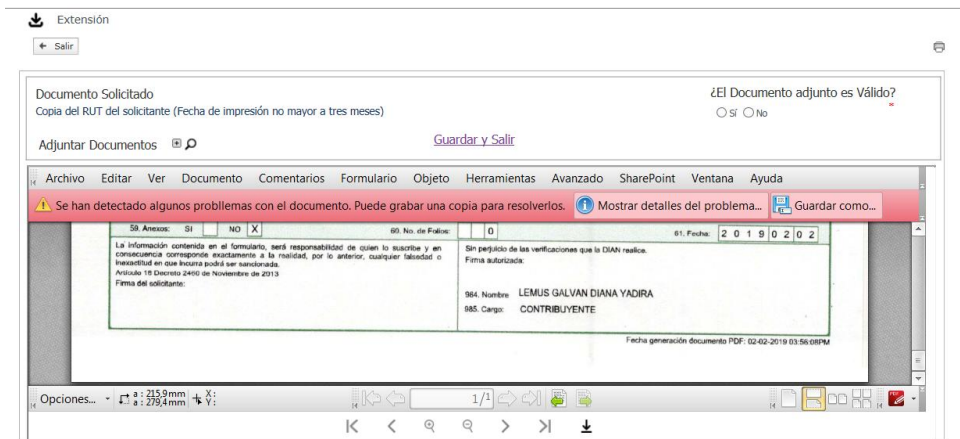 Extensión
Salir
Documento Solicitado
¿El Documento adjunto es Válido?
Copia del RUT del solicitante (Fecha de impresión no mayor a tres meses)
*
Sí No
Adjuntar Documentos
Guardar y Salir
Archivo Editar Ver Documento Comentarios Formulario Objeto Herramientas Avanzado SharePoint Ventana Ayuda
Se han detectado algunos probllemas con el documento. Puede grabar una copia para resolverlos. Mostrar detalles del problema... Guardar como...
59. Anexos: SI NO X 60. No. de Folios: 0 61. Fecha: 2 0 1 9 0 2 0 2
La información contenida en el formulario, será responsabilidad de quien lo suscribe y en
consecuencia corresponde exactamente a la realidad, por lo anterior, cualquier falsedad o
inexactitud en que incurra podrá ser sancionada.
Artículo 18 Decreto 2460 de Noviembre de 2013
Firma del solicitante:
Sin perjuicio de las verificaciones que la DIAN realice.
Firma autorizada:
984. Nombre LEMUS GALVAN DIANA YADIRA
985. Cargo: CONTRIBUYENTE
Fecha generación documento PDF: 02-02-2019 03:56:08PM
Opciones... a : 215,9mm X :
a : 279,4mm Y :
1/1